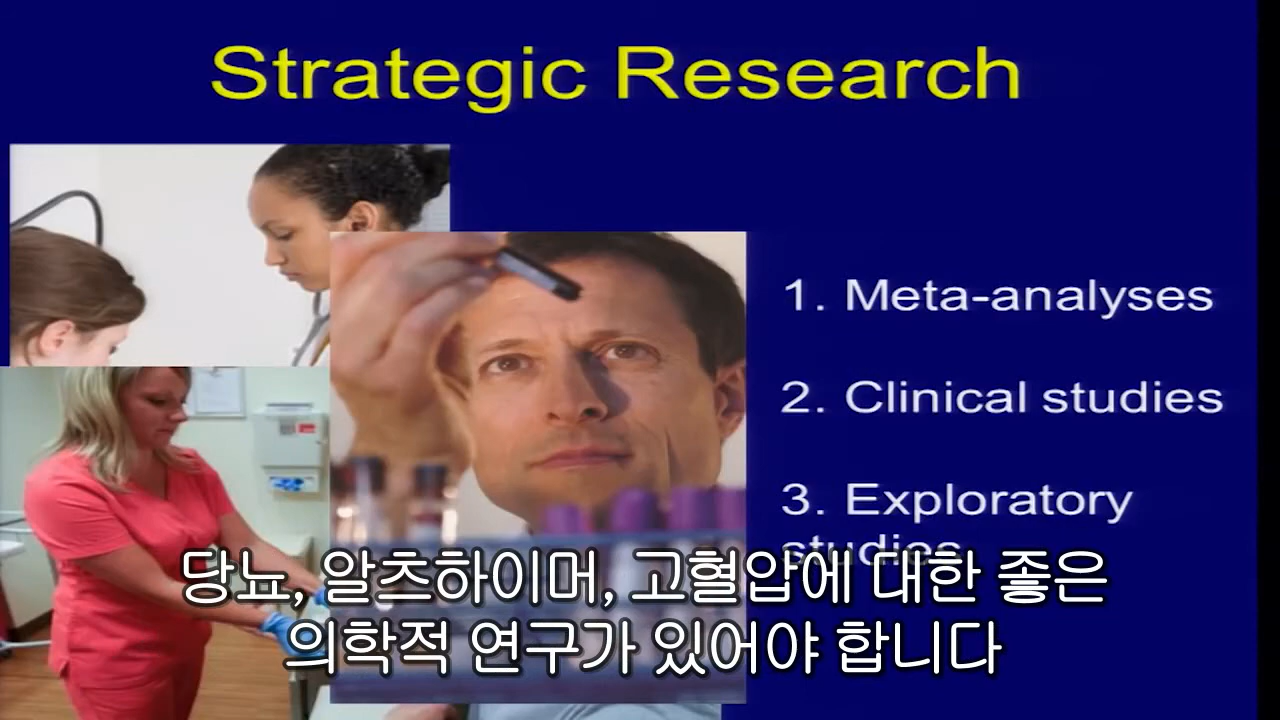 Strategic Research
1. Meta-analyses
2. Clinical studies
3. Exploratory
studies
당뇨, 알츠하이머, 고혈압에 대한 좋은
의학적 연구가 있어야 합니다